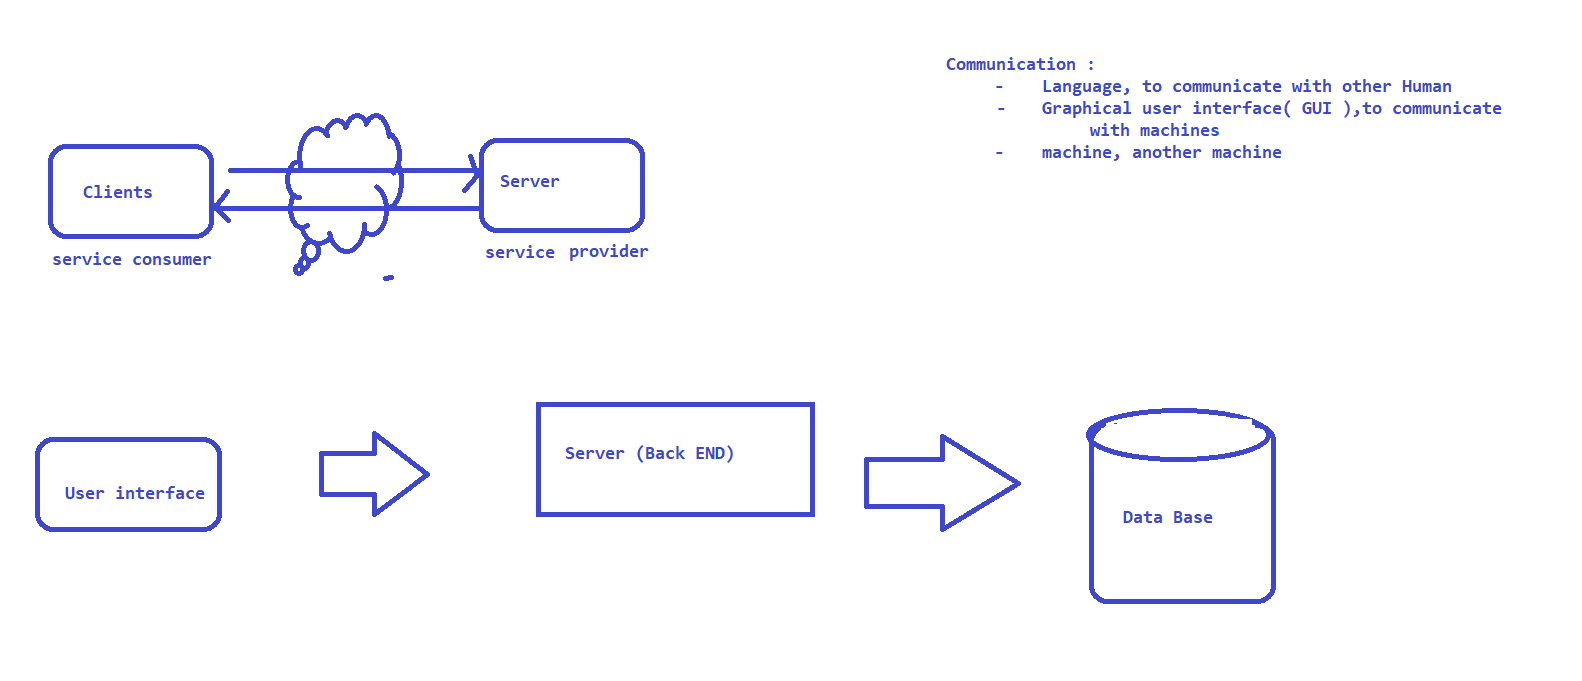 Communication :
- Language, to communicate with other Human
- Graphical user interface( GUI ),to communicate
with machines
- machine, another machine
Clients
Server
service consumer
service provider
User interface
Server (Back END)
Data Base